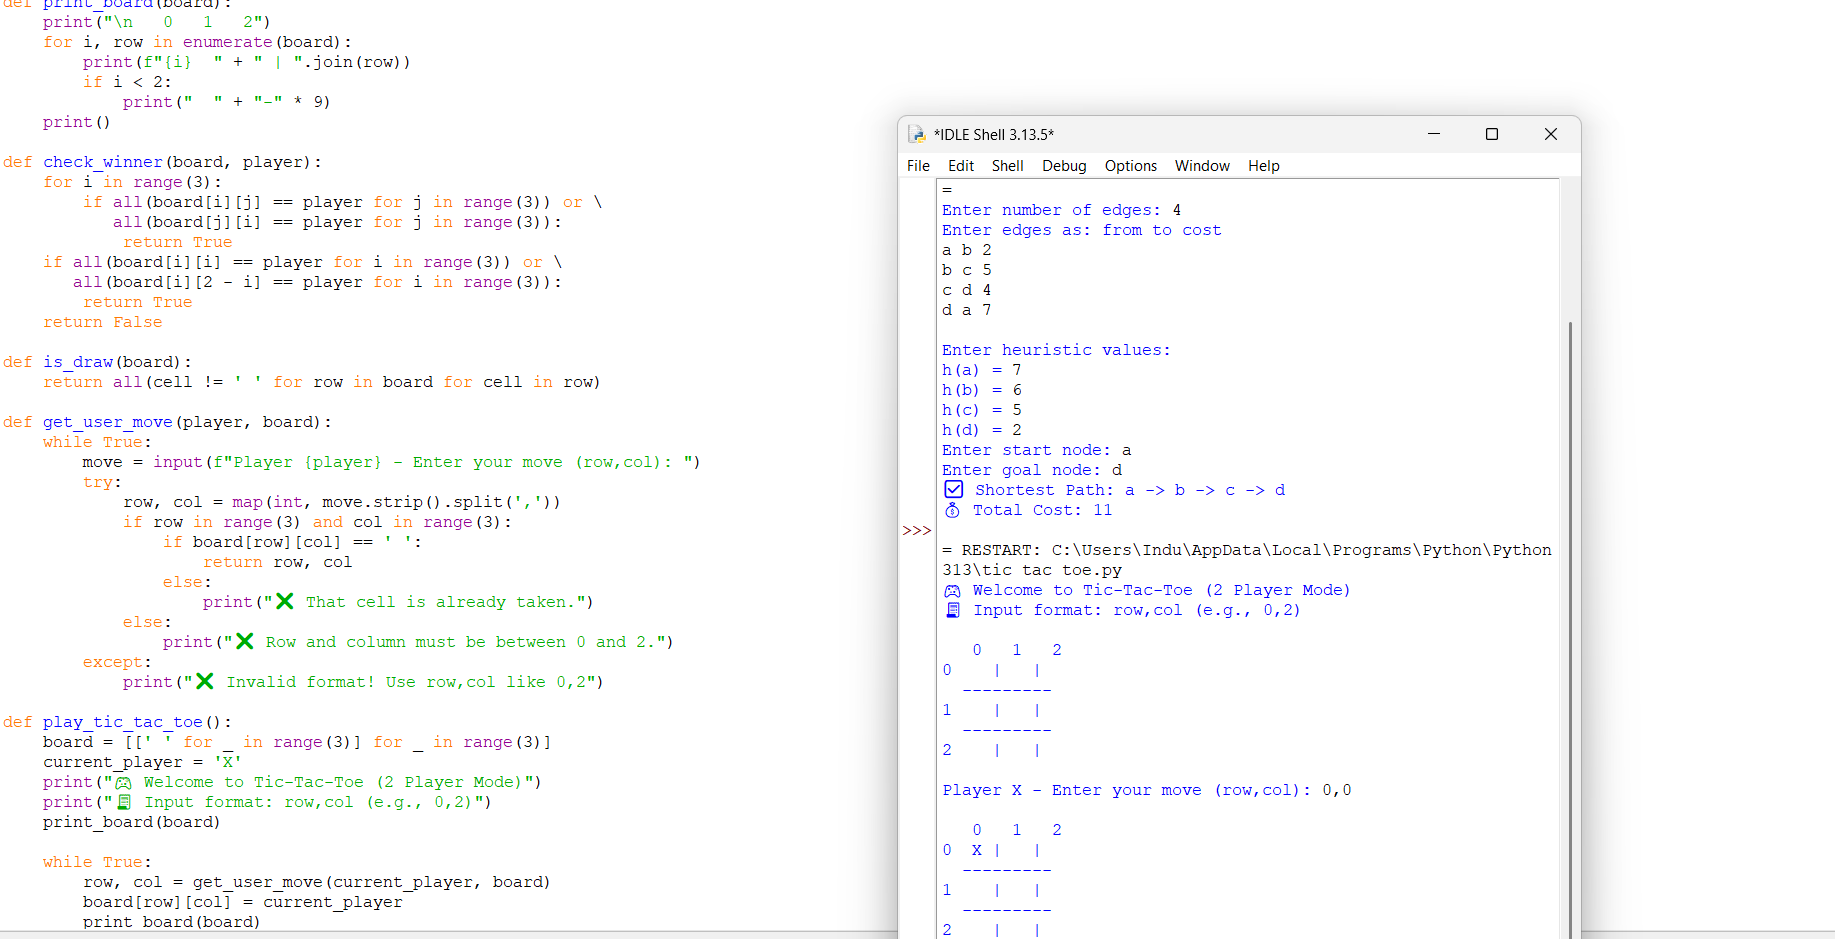 def print_board(board):
    print("\n   0   1   2")
    for i, row in enumerate(board):
        print(f"{i}  " + " | ".join(row))
        if i < 2:
            print("  " + "-" * 9)
    print()

def check_winner(board, player):
    for i in range(3):
        if all(board[i][j] == player for j in range(3)) or \
           all(board[j][i] == player for j in range(3)):
            return True
    if all(board[i][i] == player for i in range(3)) or \
       all(board[i][2 - i] == player for i in range(3)):
        return True
    return False

def is_draw(board):
    return all(cell != ' ' for row in board for cell in row)

def get_user_move(player, board):
    while True:
        move = input(f"Player {player} - Enter your move (row,col): ")
        try:
            row, col = map(int, move.strip().split(','))
            if row in range(3) and col in range(3):
                if board[row][col] == ' ':
                    return row, col
                else:
                    print("❌ That cell is already taken.")
            else:
                print("❌ Row and column must be between 0 and 2.")
        except:
            print("❌ Invalid format! Use row,col like 0,2")

def play_tic_tac_toe():
    board = [[' ' for _ in range(3)] for _ in range(3)]
    current_player = 'X'
    print("🎮 Welcome to Tic-Tac-Toe (2 Player Mode)")
    print("🧾 Input format: row,col (e.g., 0,2)")
    print_board(board)

    while True:
        row, col = get_user_move(current_player, board)
        board[row][col] = current_player
        print_board(board)
*IDLE Shell 3.13.5*
File Edit Shell Debug Options Window Help
=
Enter number of edges: 4
Enter edges as: from to cost
a b 2
b c 5
c d 4
d a 7

Enter heuristic values:
h(a) = 7
h(b) = 6
h(c) = 5
h(d) = 2
Enter start node: a
Enter goal node: d
☑ Shortest Path: a -> b -> c -> d
💰 Total Cost: 11
>>>
= RESTART: C:\Users\Indu\AppData\Local\Programs\Python\Python
313\tic tac toe.py
🎮 Welcome to Tic-Tac-Toe (2 Player Mode)
🧾 Input format: row,col (e.g., 0,2)

   0   1   2
0    |   |
  ---------
1    |   |
  ---------
2    |   |

Player X - Enter your move (row,col): 0,0

   0   1   2
0  X |   |
  ---------
1    |   |
  ---------
2    |   |